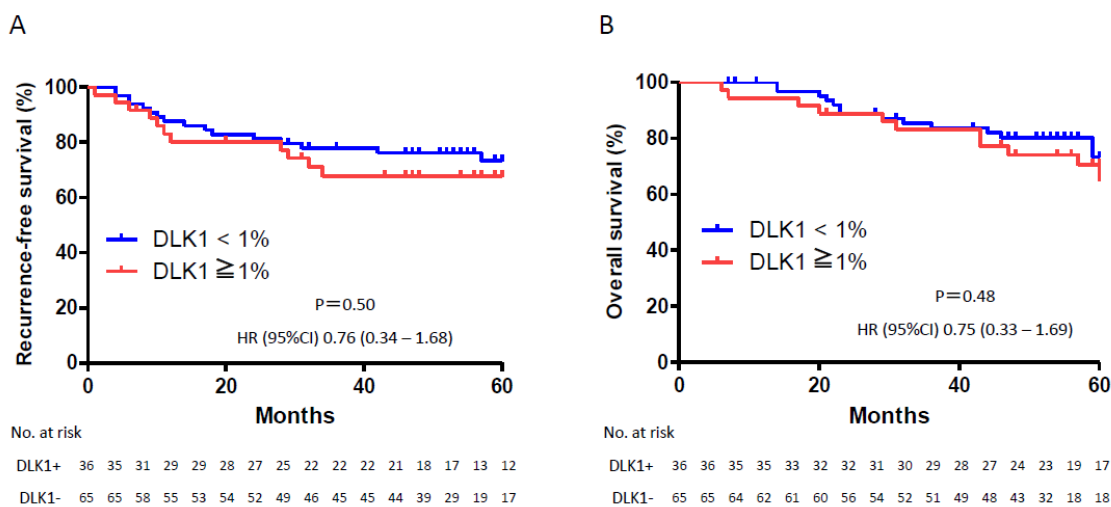 A
Recurrence-free survival (%)
100
80
60
40
20
0
DLK1 < 1%
DLK1 ≧1%
P=0.50
HR (95%CI) 0.76 (0.34 – 1.68)
0 20 40 60
Months
No. at risk
DLK1+ 36 35 31 29 29 28 27 25 22 22 22 21 18 17 13 12
DLK1- 65 65 58 55 53 54 52 49 46 45 45 44 39 29 19 17
B
Overall survival (%)
100
80
60
40
20
0
DLK1 < 1%
DLK1 ≧1%
P=0.48
HR (95%CI) 0.75 (0.33 – 1.69)
0 20 40 60
Months
No. at risk
DLK1+ 36 36 35 35 33 32 32 31 30 29 28 27 24 23 19 17
DLK1- 65 65 64 62 61 60 56 54 52 51 49 48 43 32 18 18